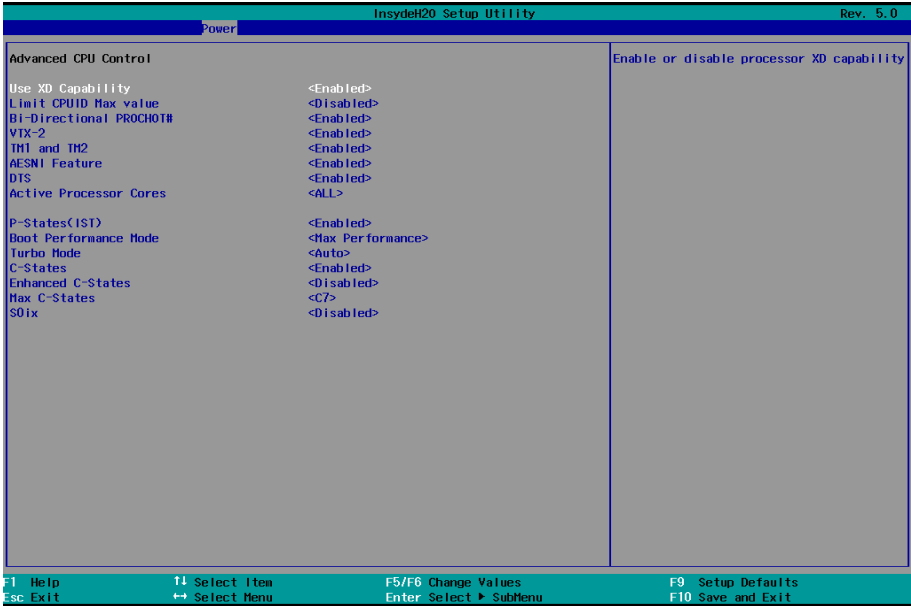 InsydeH20 Setup Utility Rev. 5.0
Power
Advanced CPU Control Enable or disable processor XD capability
Use XD Capability <Enabled>
Limit CPUID Max value <Disabled>
Bi-Directional PROCHOT# <Enabled>
VTX-2 <Enabled>
TM1 and TM2 <Enabled>
AESNI Feature <Enabled>
DTS <Enabled>
Active Processor Cores <ALL>
P-States(IST) <Enabled>
Boot Performance Mode <Max Performance>
Turbo Mode <Auto>
C-States <Enabled>
Enhanced C-States <Disabled>
Max C-States <C7>
S0ix <Disabled>
F1 Help ↑↓ Select Item F5/F6 Change Values F9 Setup Defaults
Esc Exit ↔ Select Menu Enter Select ▶ SubMenu F10 Save and Exit